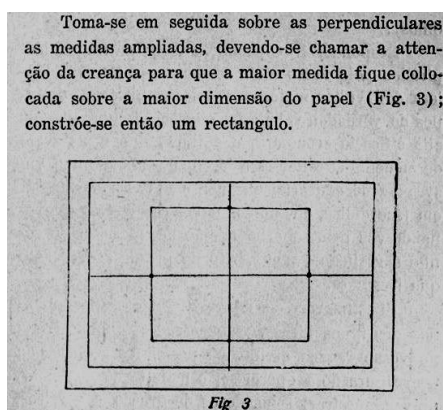 Toma-se em seguida sobre as perpendiculares
as medidas ampliadas, devendo-se chamar a atten-
ção da creança para que a maior medida fique collo-
cada sobre a maior dimensão do papel (Fig. 3);
constróe-se então um rectangulo.
Fig 3